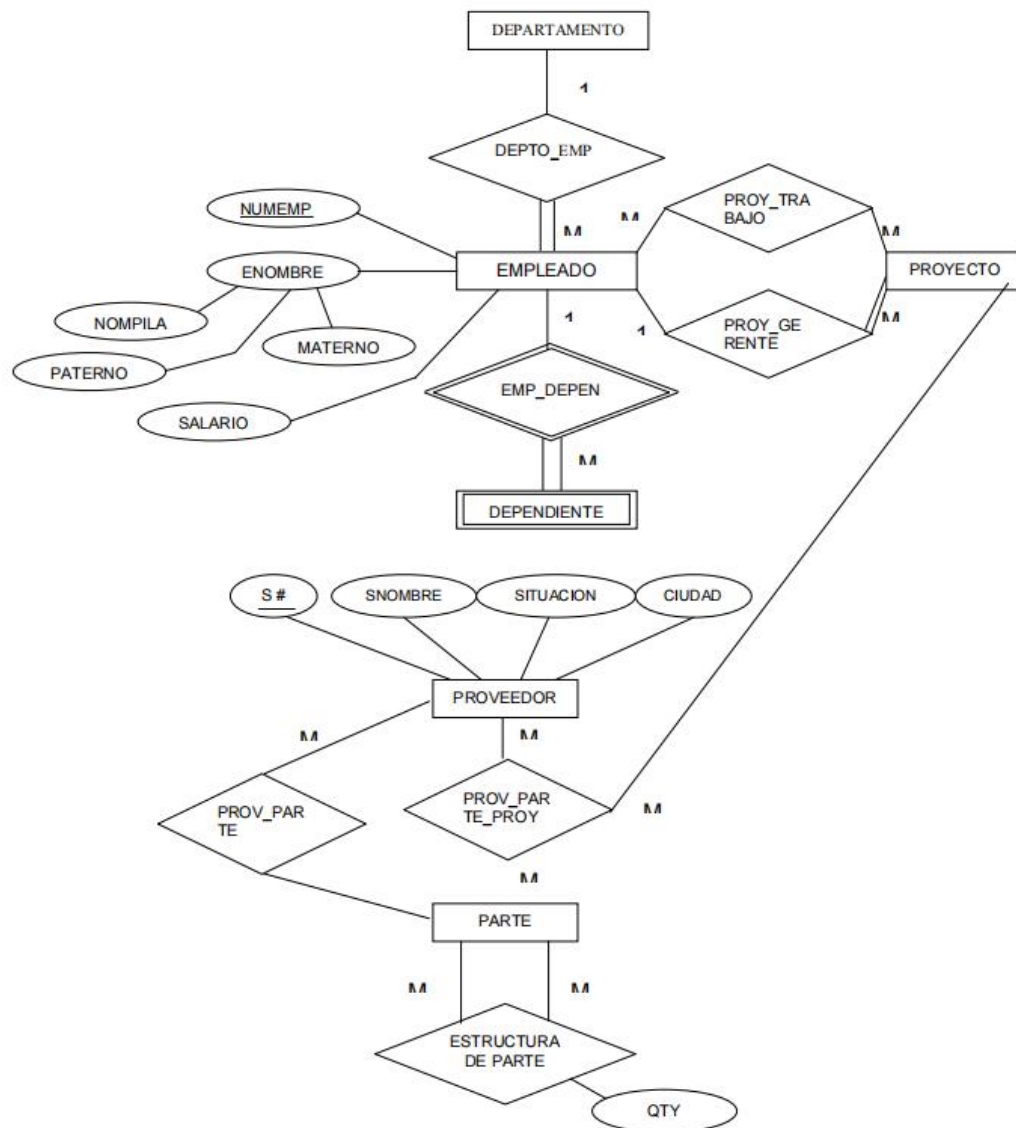 DEPARTAMENTO
1
DEPTO_EMP
NUMEMP
M
M
PROY_TRA
BAJO
M
ENOMBRE
EMPLEADO
PROYECTO
NOMPILA
MATERNO
1
1
PROY_GE
RENTE
M
PATERNO
SALARIO
EMP_DEPEN
M
DEPENDIENTE
S #
SNOMBRE
SITUACION
CIUDAD
PROVEEDOR
M
M
PROV_PAR
TE
PROV_PAR
TE_PROY
M
M
PARTE
M
M
ESTRUCTURA
DE PARTE
QTY